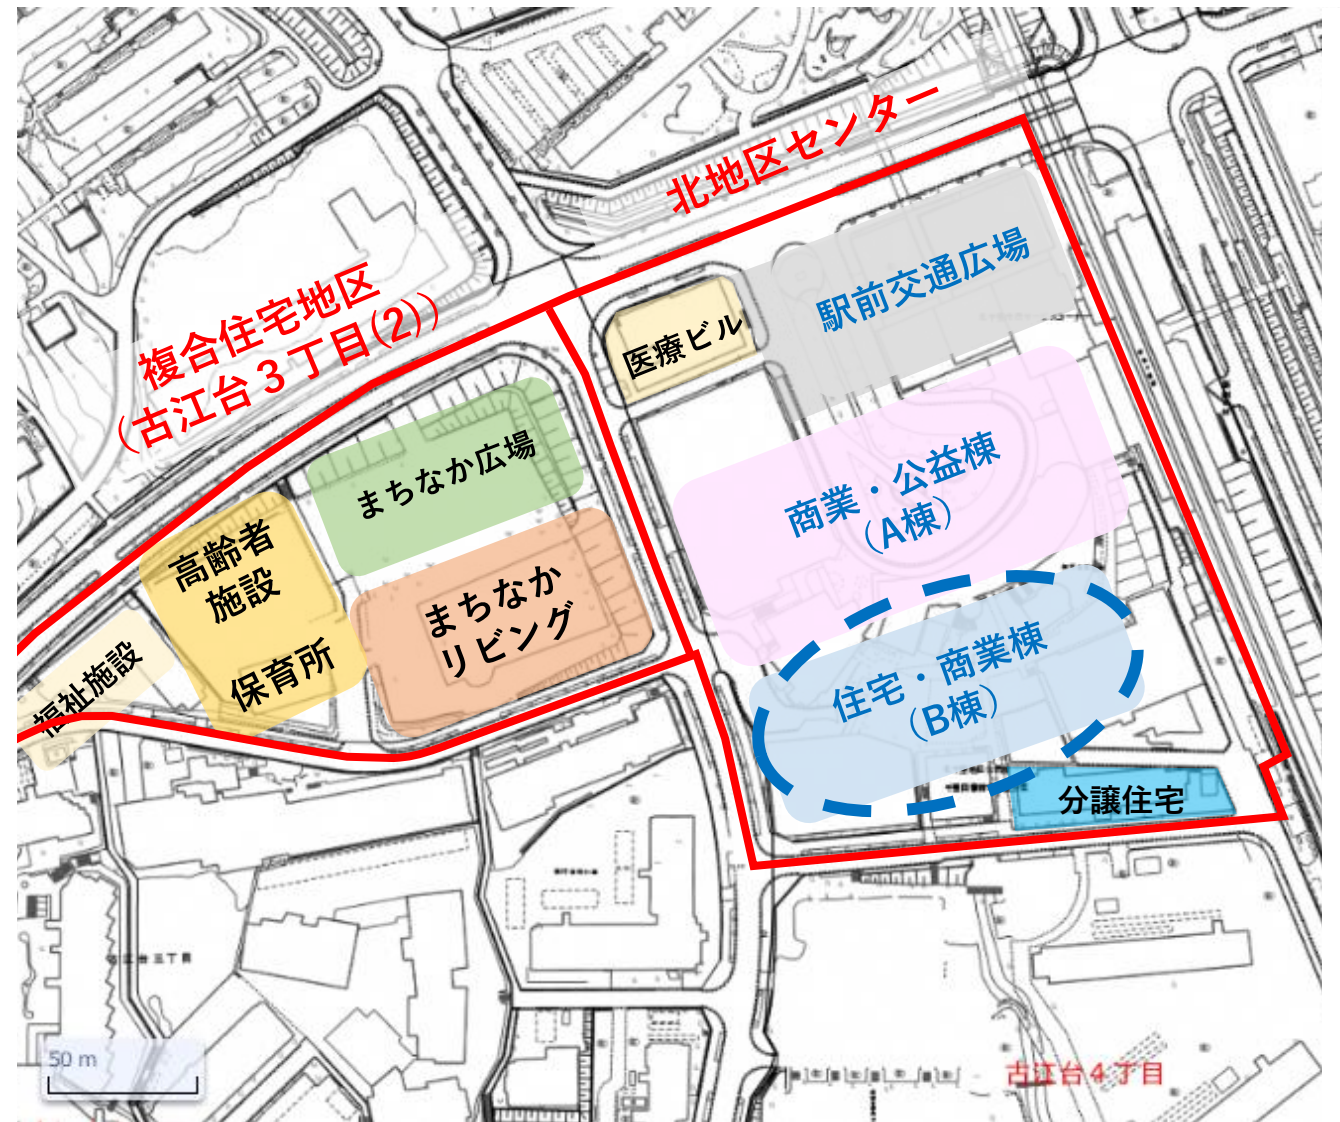 北地区センター
複合住宅地区
（古江台３丁目(2)）
駅前交通広場
医療ビル
まちなか広場
商業・公益棟
（A棟）
高齢者
施設
保育所
まちなか
リビング
福祉施設
住宅・商業棟
（B棟）
分譲住宅
古江台三丁目
古江台４丁目
50 m